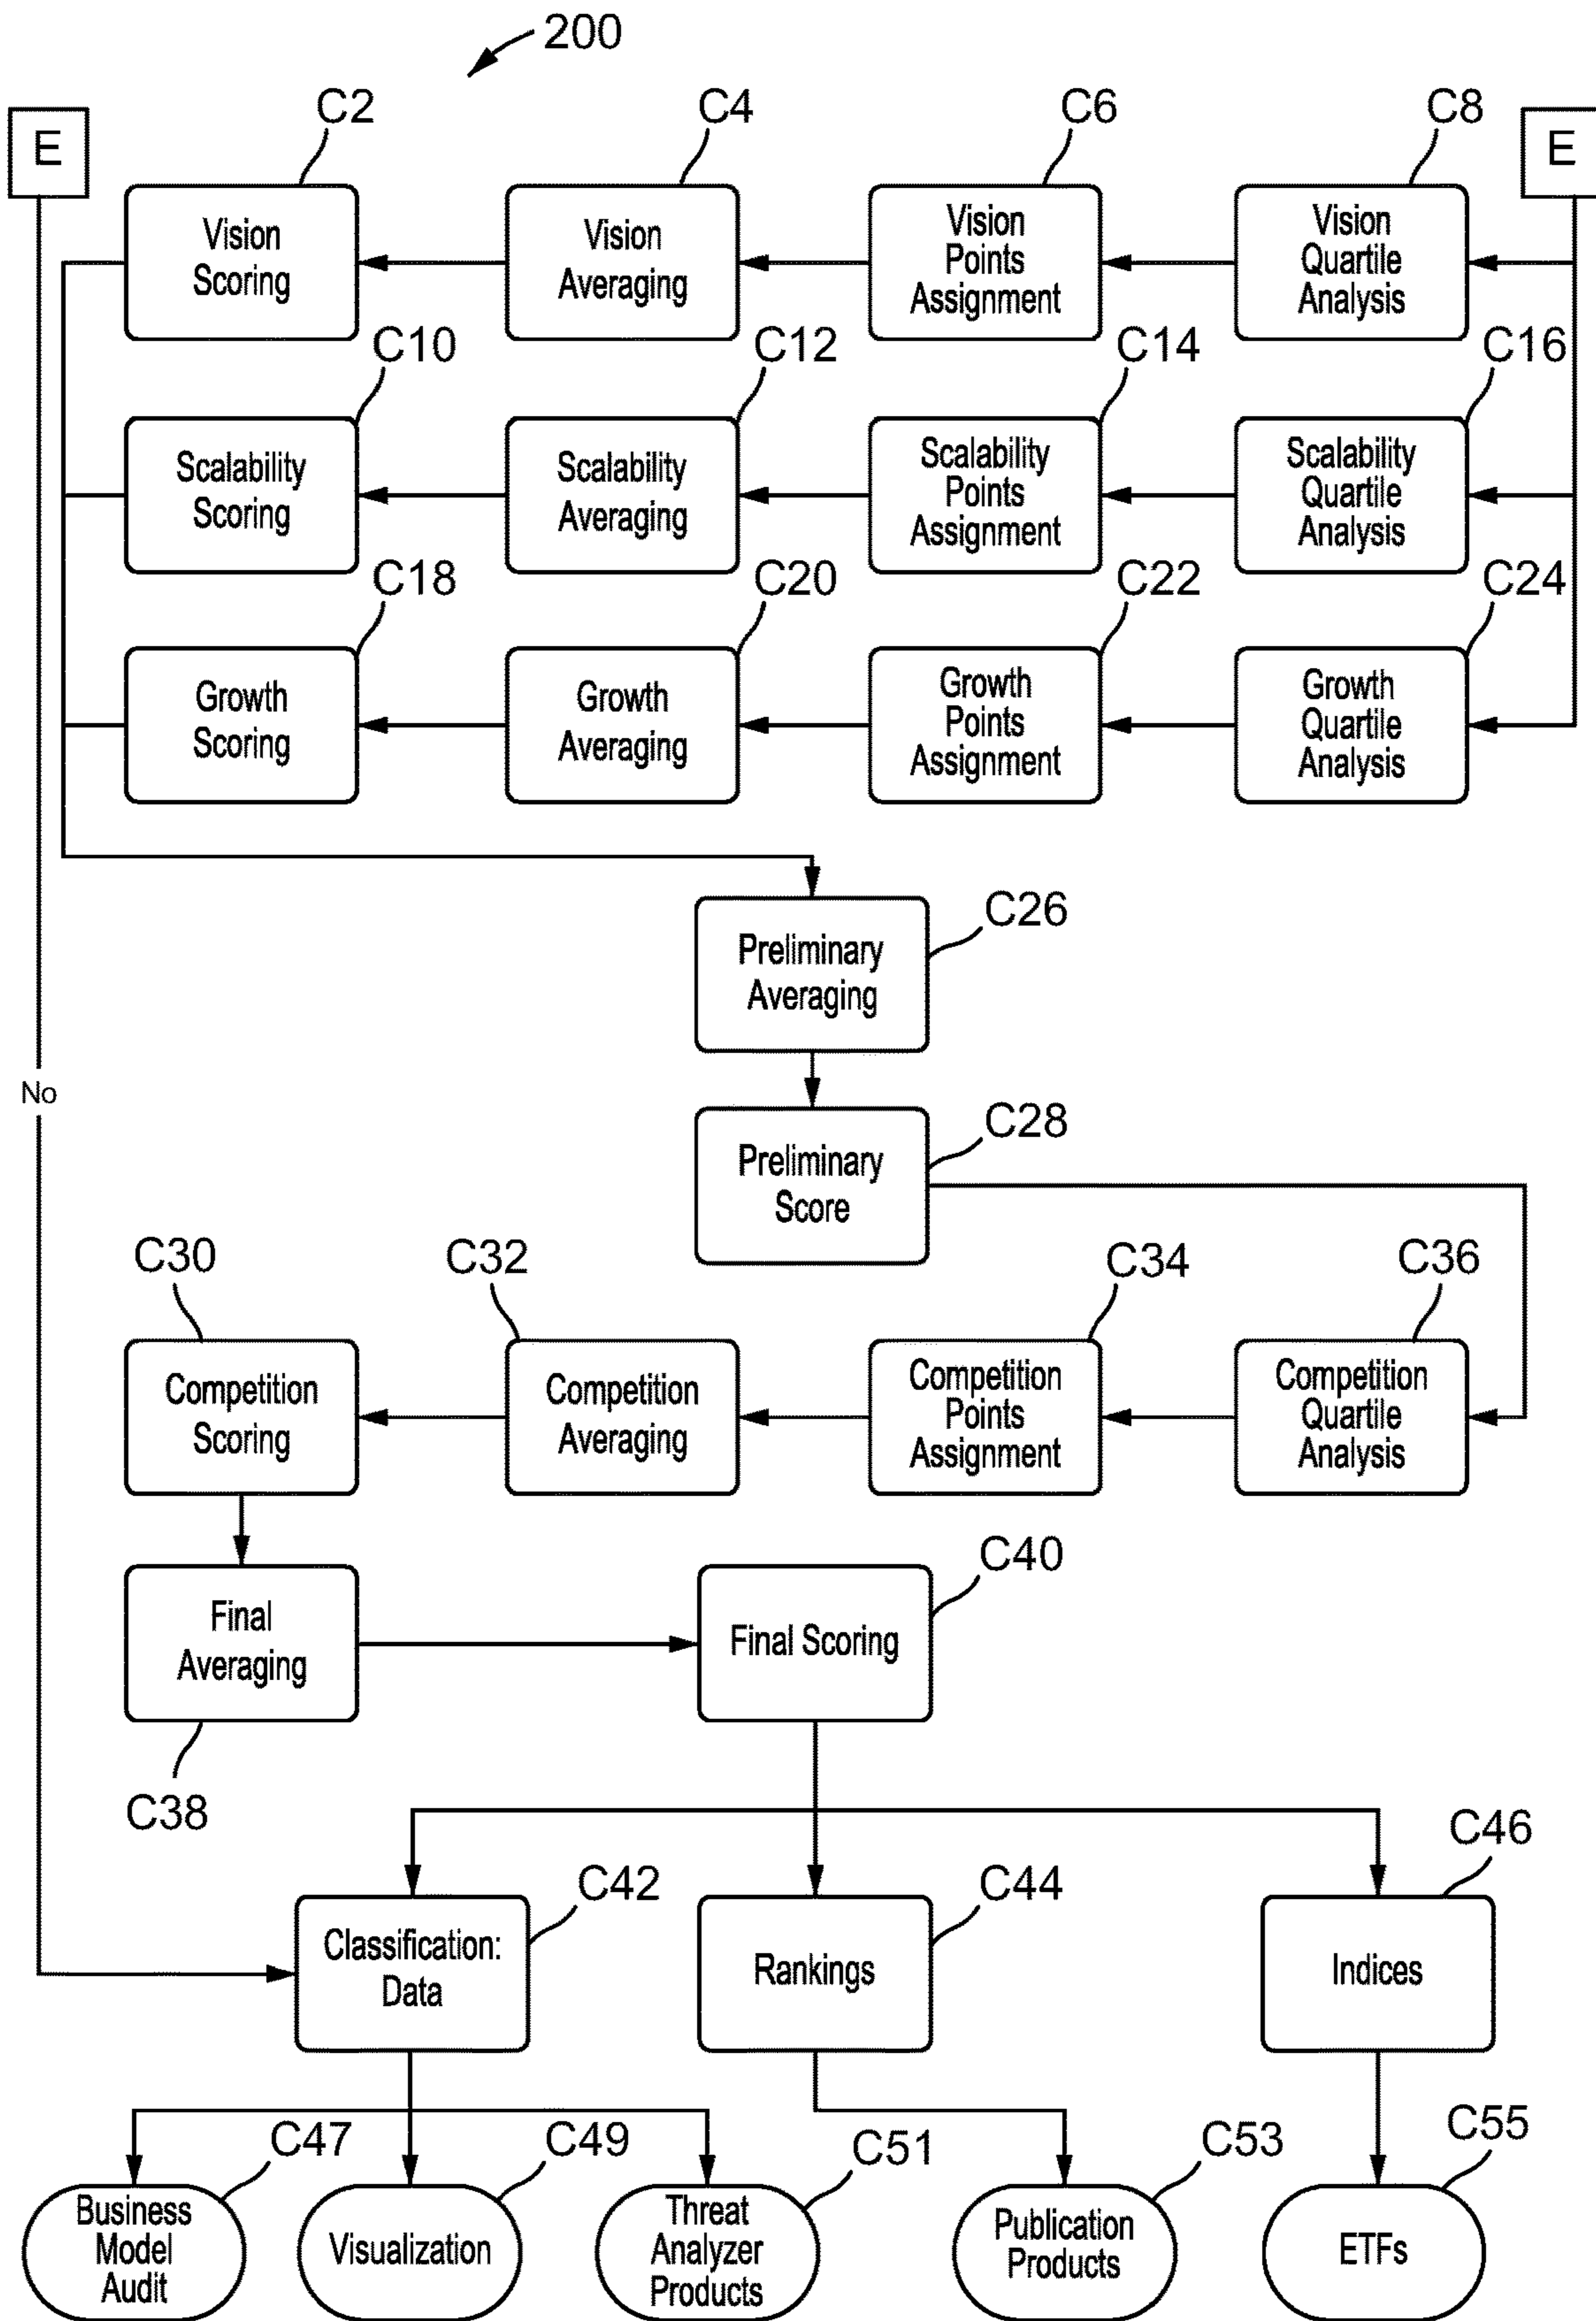 200
C2
C4
C6
C8
E
E
Vision
Scoring
Vision
Averaging
Vision
Points
Assignment
Vision
Quartile
Analysis
C10
C12
C14
C16
Scalability
Scoring
Scalability
Averaging
Scalability
Points
Assignment
Scalability
Quartile
Analysis
C18
C20
C22
C24
Growth
Scoring
Growth
Averaging
Growth
Points
Assignment
Growth
Quartile
Analysis
C26
Preliminary
Averaging
No
C28
Preliminary
Score
C30
C32
C34
C36
Competition
Scoring
Competition
Averaging
Competition
Points
Assignment
Competition
Quartile
Analysis
C40
Final
Averaging
Final Scoring
C38
C42
C44
C46
Classification:
Data
Rankings
Indices
C47
C49
C51
C53
C55
Business
Model
Audit
Visualization
Threat
Analyzer
Products
Publication
Products
ETFs